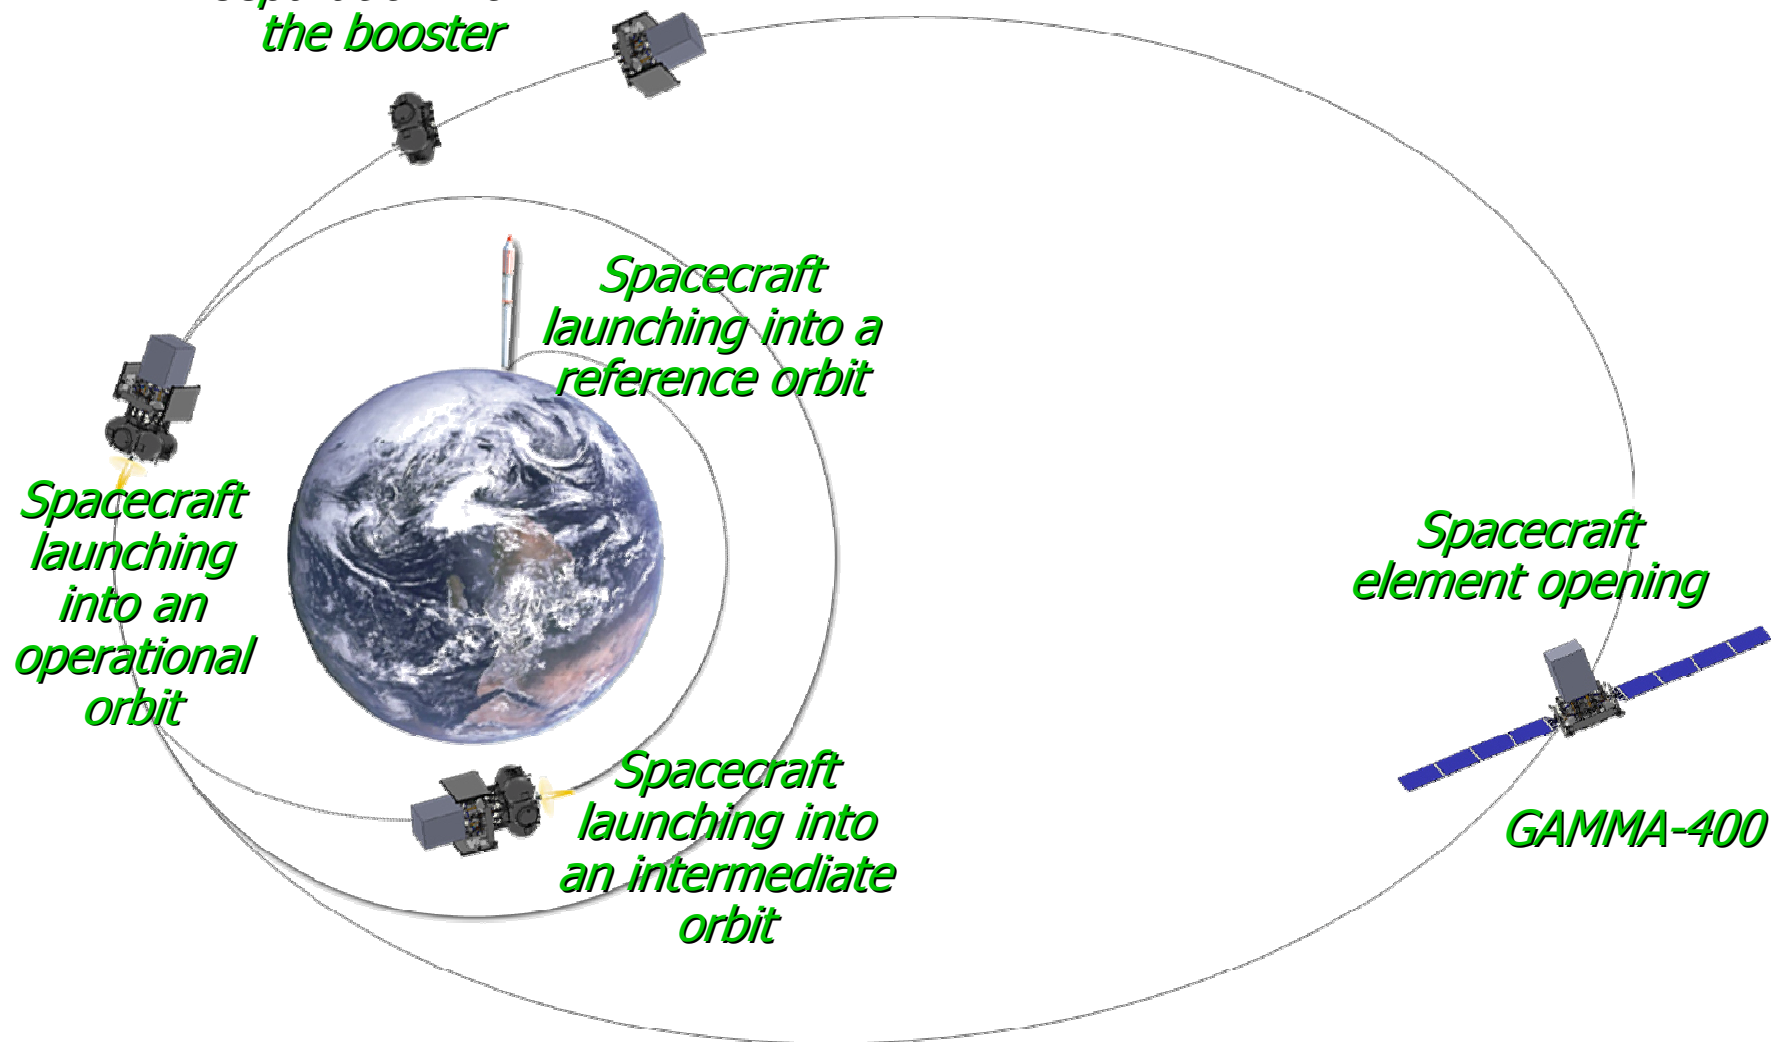 the booster
Spacecraft
launching into a
reference orbit
Spacecraft
launching
into an
operational
orbit
Spacecraft
element opening
Spacecraft
launching into
an intermediate
orbit
GAMMA-400